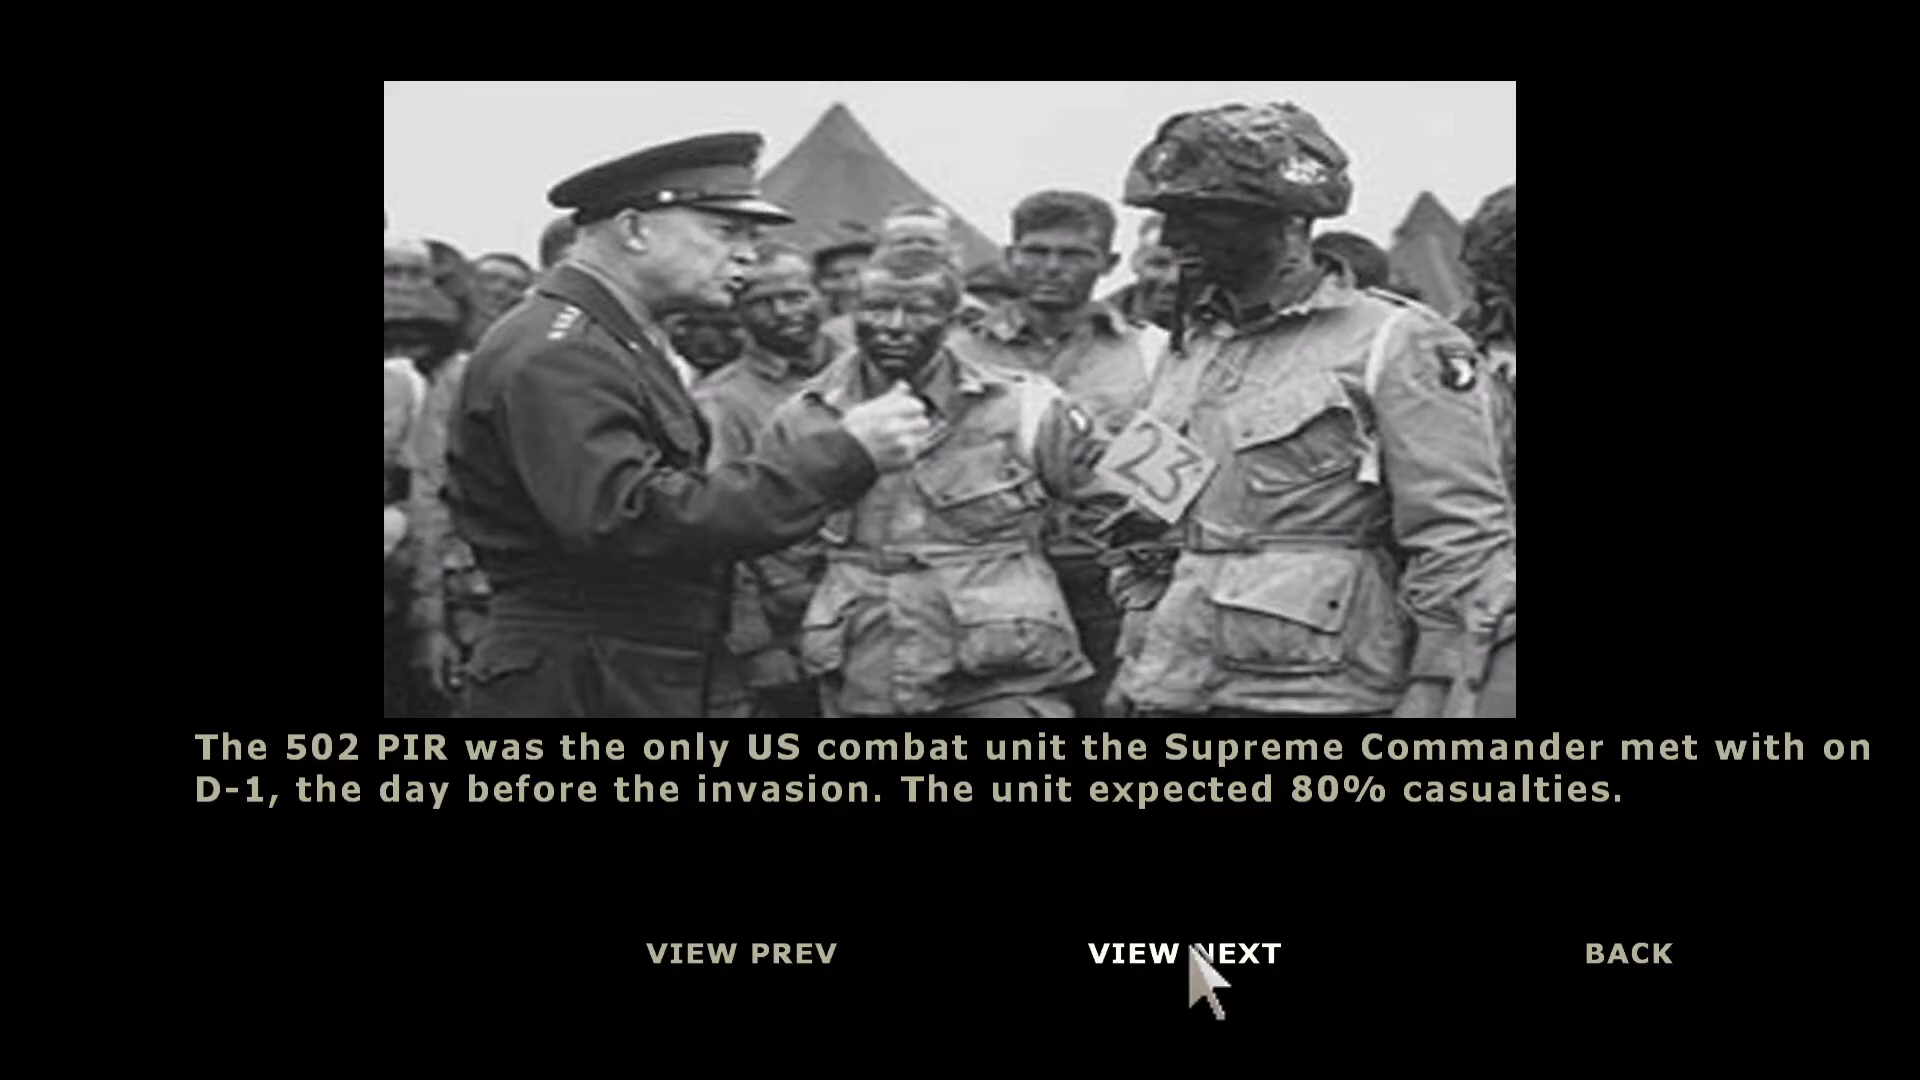 23
The 502 PIR was the only US combat unit the Supreme Commander met with on
D-1, the day before the invasion. The unit expected 80% casualties.
VIEW PREV VIEW NEXT BACK